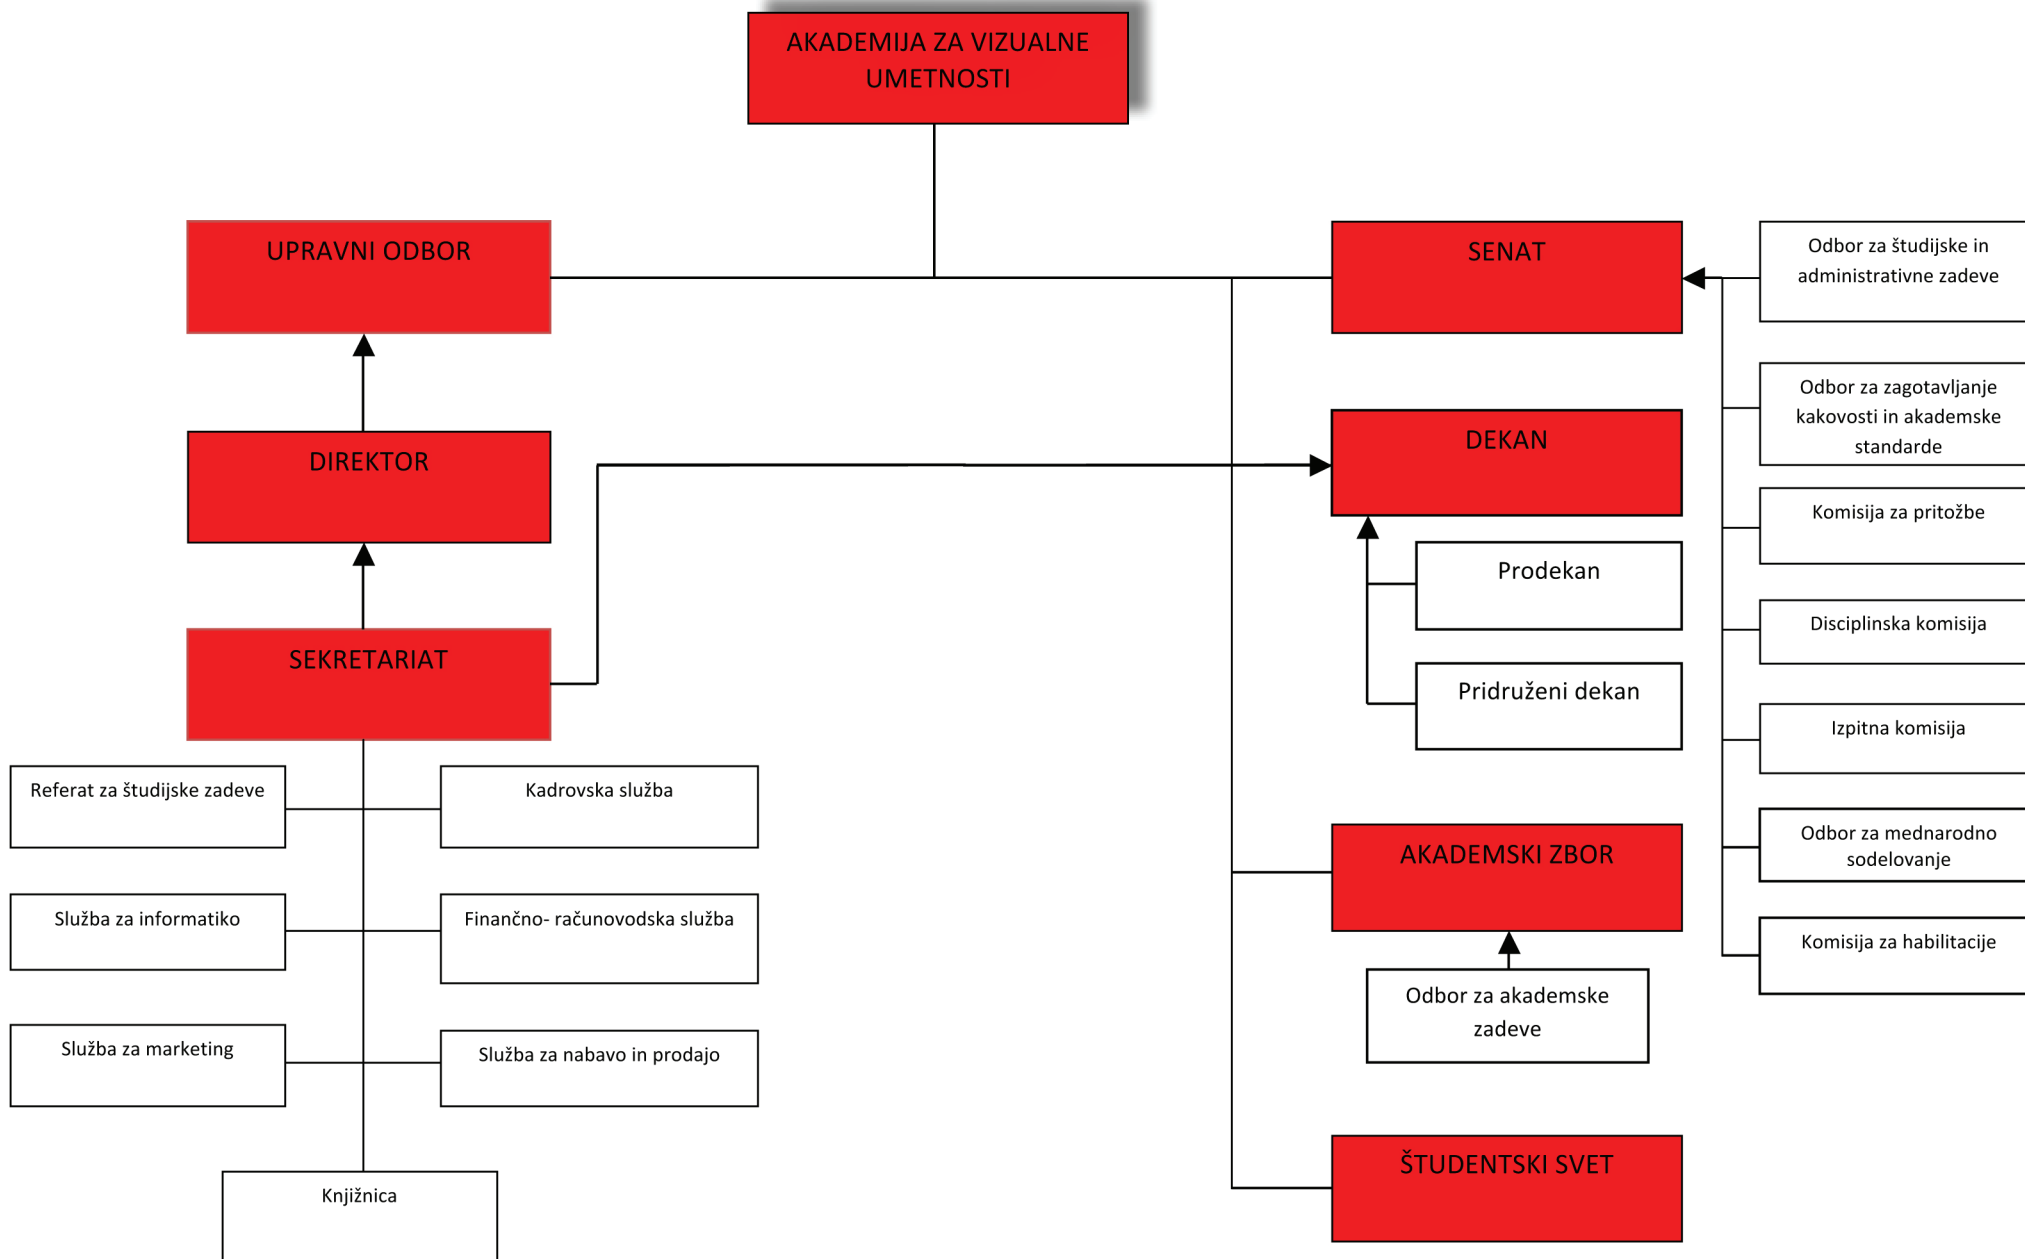 AKADEMIJA ZA VIZUALNE
UMETNOSTI
UPRAVNI ODBOR
SENAT
Odbor za študijske in
administrativne zadeve
Odbor za zagotavljanje
kakovosti in akademske
standarde
DIREKTOR
DEKAN
Komisija za pritožbe
Prodekan
Disciplinska komisija
SEKRETARIAT
Pridruženi dekan
Izpitna komisija
Referat za študijske zadeve
Kadrovska služba
Odbor za mednarodno
sodelovanje
AKADEMSKI ZBOR
Služba za informatiko
Finančno- računovodska služba
Komisija za habilitacije
Odbor za akademske
zadeve
Služba za marketing
Služba za nabavo in prodajo
ŠTUDENTSKI SVET
Knjižnica